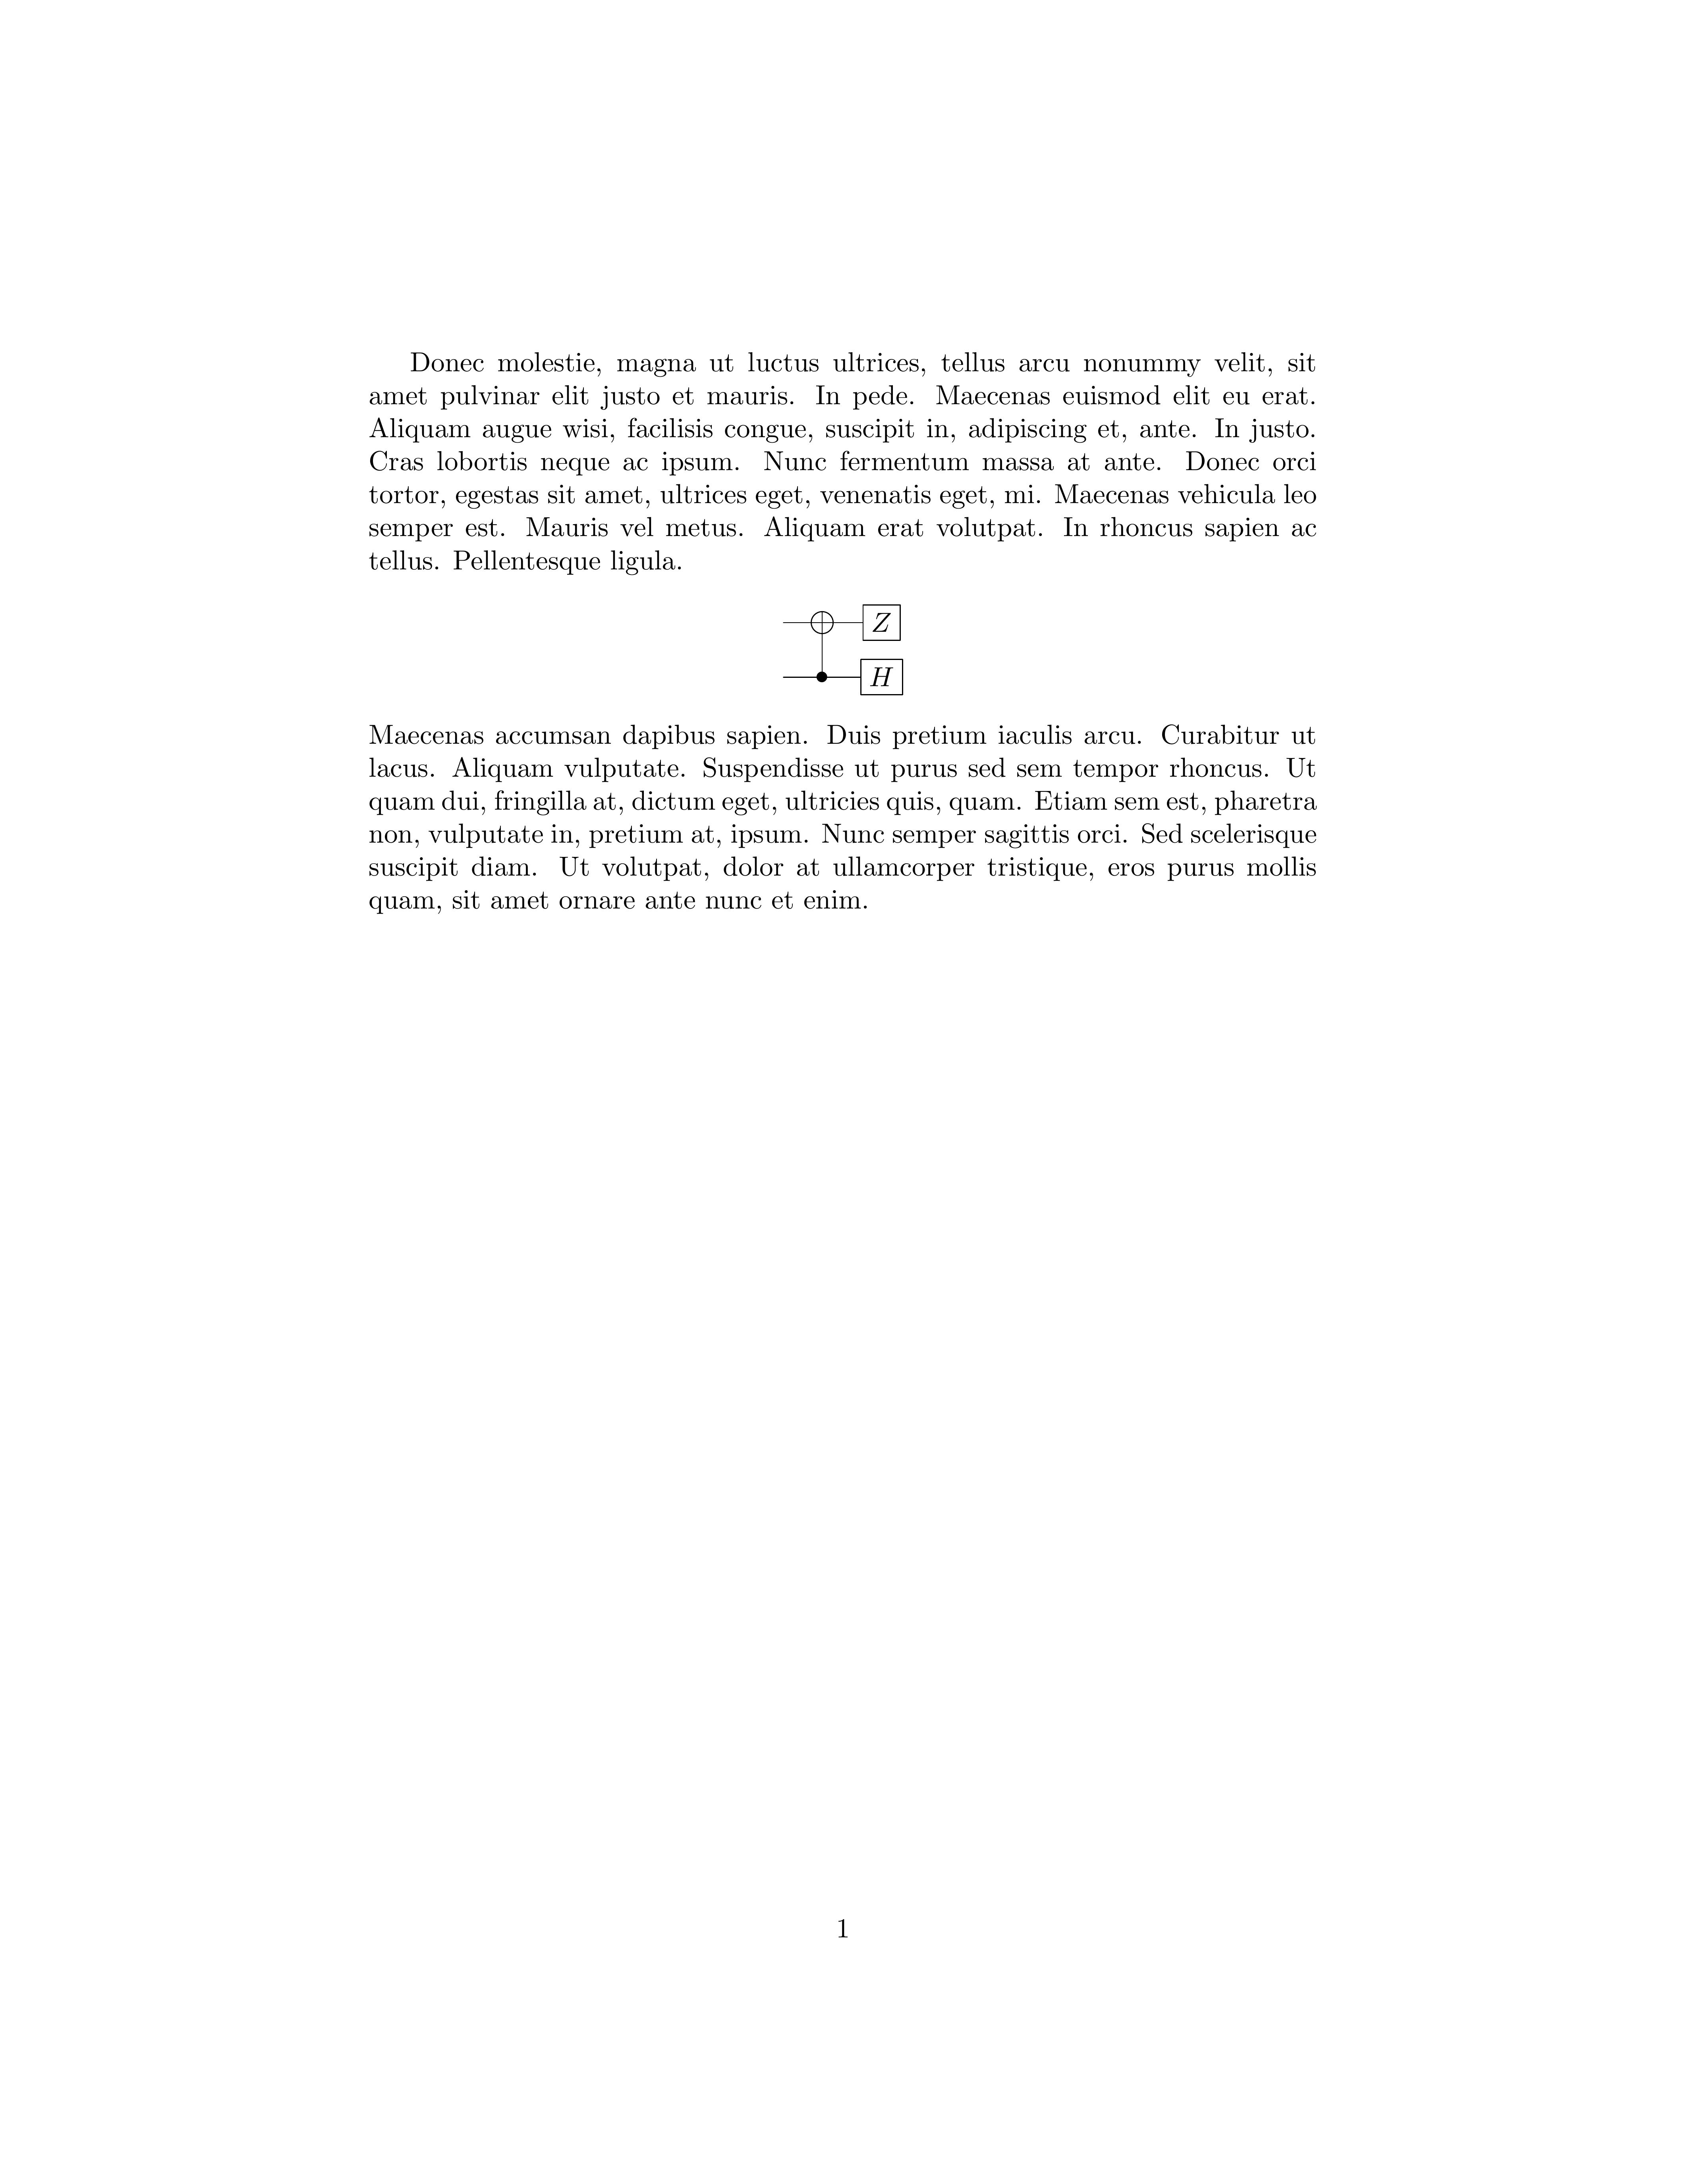 Donec molestie, magna ut luctus ultrices, tellus arcu nonummy velit, sit
amet pulvinar elit justo et mauris. In pede. Maecenas euismod elit eu erat.
Aliquam augue wisi, facilisis congue, suscipit in, adipiscing et, ante. In justo.
Cras lobortis neque ac ipsum. Nunc fermentum massa at ante. Donec orci
tortor, egestas sit amet, ultrices eget, venenatis eget, mi. Maecenas vehicula leo
semper est. Mauris vel metus. Aliquam erat volutpat. In rhoncus sapien ac
tellus. Pellentesque ligula.
Z
H
Maecenas accumsan dapibus sapien. Duis pretium iaculis arcu. Curabitur ut
lacus. Aliquam vulputate. Suspendisse ut purus sed sem tempor rhoncus. Ut
quam dui, fringilla at, dictum eget, ultricies quis, quam. Etiam sem est, pharetra
non, vulputate in, pretium at, ipsum. Nunc semper sagittis orci. Sed scelerisque
suscipit diam. Ut volutpat, dolor at ullamcorper tristique, eros purus mollis
quam, sit amet ornare ante nunc et enim.
1